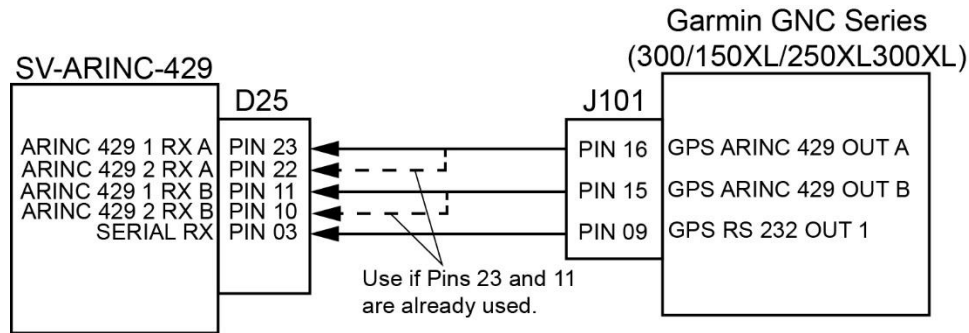 Garmin GNC Series
(300/150XL/250XL300XL)
SV-ARINC-429
D25
J101
ARINC 429 1 RX A PIN 23 PIN 16 GPS ARINC 429 OUT A
ARINC 429 2 RX A PIN 22
ARINC 429 1 RX B PIN 11 PIN 15 GPS ARINC 429 OUT B
ARINC 429 2 RX B PIN 10
SERIAL RX PIN 03 PIN 09 GPS RS 232 OUT 1
Use if Pins 23 and 11
are already used.